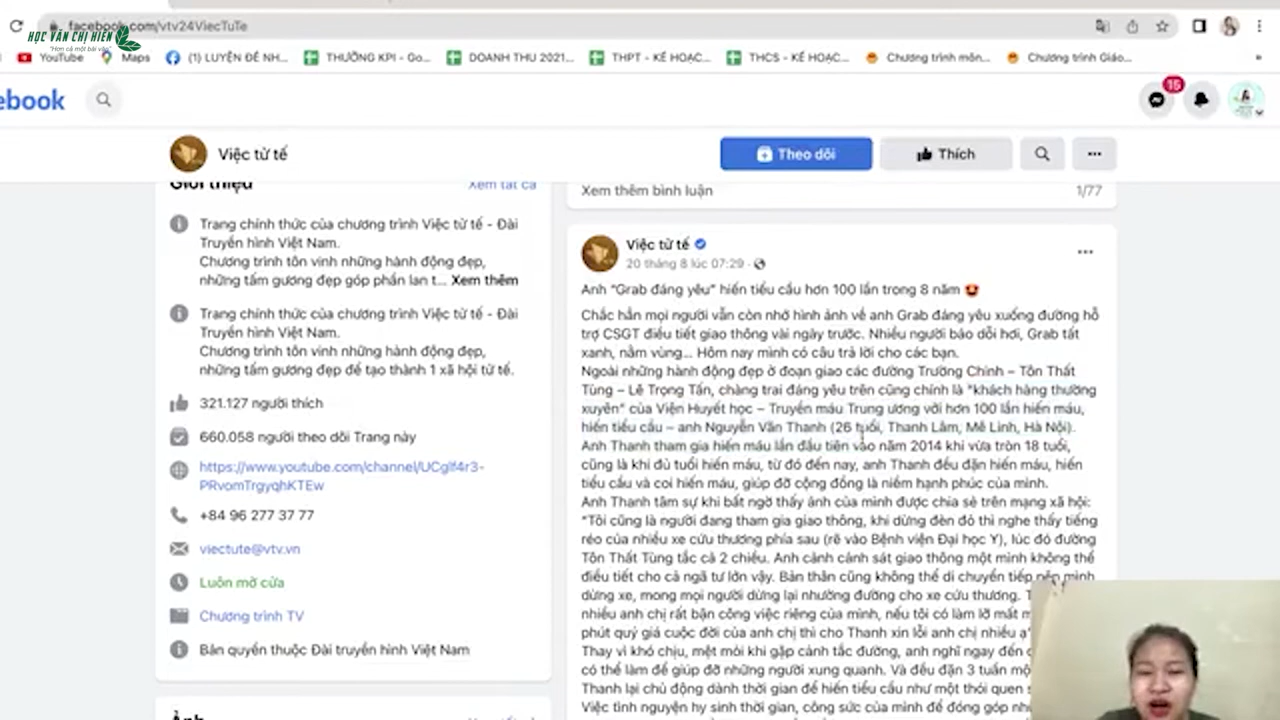 facebook.com/vtv24ViecTuTe
HỌC VĂN CHỊ HIÊN
"Hơn cả một bài văn"
YouTube
Maps
(1) LUYỆN ĐỀ NH...
THƯỞNG KPI - Go...
DOANH THU 2021...
THPT - KẾ HOẠC...
THCS - KẾ HOẠC...
Chương trình môn...
Chương trình Giáo...
ebook
15
Việc tử tế
Theo dõi
Thích
Giới thiệu
Xem tất cả
Trang chính thức của chương trình Việc tử tế - Đài
Truyền hình Việt Nam.
Chương trình tôn vinh những hành động đẹp,
những tấm gương đẹp góp phần lan t... Xem thêm
Trang chính thức của chương trình Việc tử tế - Đài
Truyền hình Việt Nam.
Chương trình tôn vinh những hành động đẹp,
những tấm gương đẹp để tạo thành 1 xã hội tử tế.
321.127 người thích
660.058 người theo dõi Trang này
https://www.youtube.com/channel/UCglf4r3-
PRvomTrgyqhKTEw
+84 96 277 37 77
viectute@vtv.vn
Luôn mở cửa
Chương trình TV
Bản quyền thuộc Đài truyền hình Việt Nam
Ảnh
Xem thêm bình luận
1/77
Việc tử tế
20 tháng 8 lúc 07:29
Anh "Grab đáng yêu" hiến tiểu cầu hơn 100 lần trong 8 năm
Chắc hẳn mọi người vẫn còn nhớ hình ảnh về anh Grab đáng yêu xuống đường hỗ
trợ CSGT điều tiết giao thông vài ngày trước. Nhiều người bảo dỗi hơi, Grab tất
xanh, nằm vùng... Hôm nay mình có câu trả lời cho các bạn.
Ngoài những hành động đẹp ở đoạn giao các đường Trường Chinh – Tôn Thất
Tùng – Lê Trọng Tấn, chàng trai đáng yêu trên cũng chính là "khách hàng thường
xuyên" của Viện Huyết học – Truyền máu Trung ương với hơn 100 lần hiến máu,
hiến tiểu cầu – anh Nguyễn Văn Thanh (26 tuổi, Thanh Lâm, Mê Linh, Hà Nội).
Anh Thanh tham gia hiến máu lần đầu tiên vào năm 2014 khi vừa tròn 18 tuổi,
cũng là khi đủ tuổi hiến máu, từ đó đến nay, anh Thanh đều đặn hiến máu, hiến
tiểu cầu và coi hiến máu, giúp đỡ cộng đồng là niềm hạnh phúc của mình.
Anh Thanh tâm sự khi bất ngờ thấy ảnh của mình được chia sẻ trên mạng xã hội:
"Tôi cũng là người đang tham gia giao thông, khi dừng đèn đỏ thì nghe thấy tiếng
réo của nhiều xe cứu thương phía sau (rẽ vào Bệnh viện Đại học Y), lúc đó đường
Tôn Thất Tùng tắc cả 2 chiều. Anh cảnh cảnh sát giao thông một mình không thể
điều tiết cho cả ngã tư lớn vậy. Bản thân cũng không thể di chuyển tiếp nên mình
dừng xe, mong mọi người dừng lại nhường đường cho xe cứu thương.
nhiều anh chị rất bận công việc riêng của mình, nếu tôi có làm lỡ mất
phút quý giá cuộc đời của anh chị thì cho Thanh xin lỗi anh chị nhiều ạ"
Thay vì khó chịu, mệt mỏi khi gặp cảnh tắc đường, anh nghĩ ngay đến
có thể làm để giúp đỡ những người xung quanh. Và đều đặn 3 tuần
Thanh lại chủ động dành thời gian để hiến tiểu cầu như một thói quen
Việc tình nguyện hy sinh thời gian, công sức của mình để đóng góp